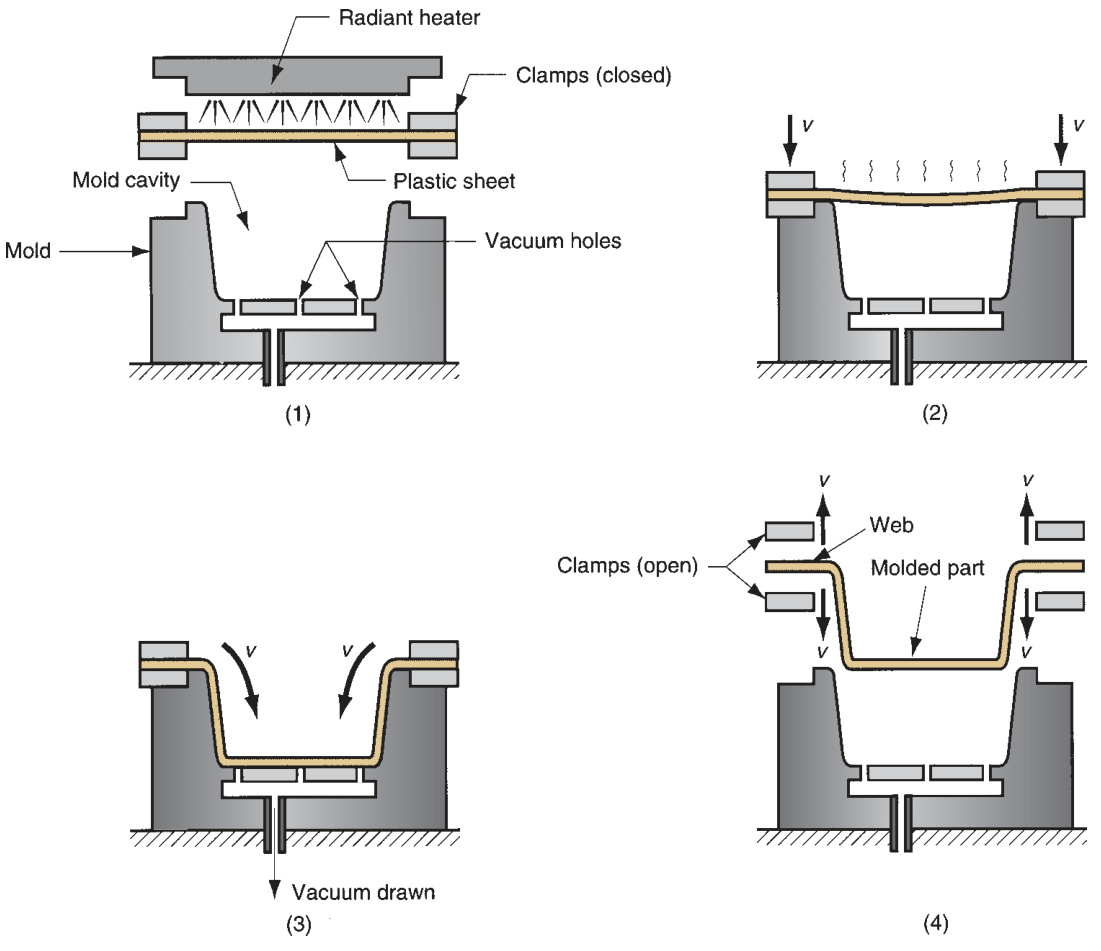 Radiant heater
Clamps (closed)
Plastic sheet
Mold cavity
Mold
Vacuum holes
(1)
v
v
(2)
v
v
Vacuum drawn
(3)
v
v
Web
Clamps (open)
Molded part
v
v
(4)